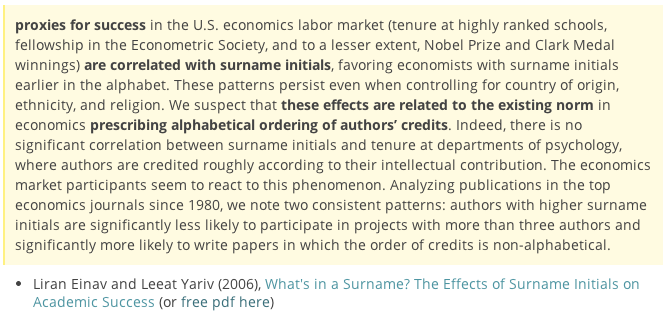 proxies for success in the U.S. economics labor market (tenure at highly ranked schools,
fellowship in the Econometric Society, and to a lesser extent, Nobel Prize and Clark Medal
winnings) are correlated with surname initials, favoring economists with surname initials
earlier in the alphabet. These patterns persist even when controlling for country of origin,
ethnicity, and religion. We suspect that these effects are related to the existing norm in
economics prescribing alphabetical ordering of authors’ credits. Indeed, there is no
significant correlation between surname initials and tenure at departments of psychology,
where authors are credited roughly according to their intellectual contribution. The economics
market participants seem to react to this phenomenon. Analyzing publications in the top
economics journals since 1980, we note two consistent patterns: authors with higher surname
initials are significantly less likely to participate in projects with more than three authors and
significantly more likely to write papers in which the order of credits is non-alphabetical.
• Liran Einav and Leeat Yariv (2006), What's in a Surname? The Effects of Surname Initials on
Academic Success (or free pdf here)